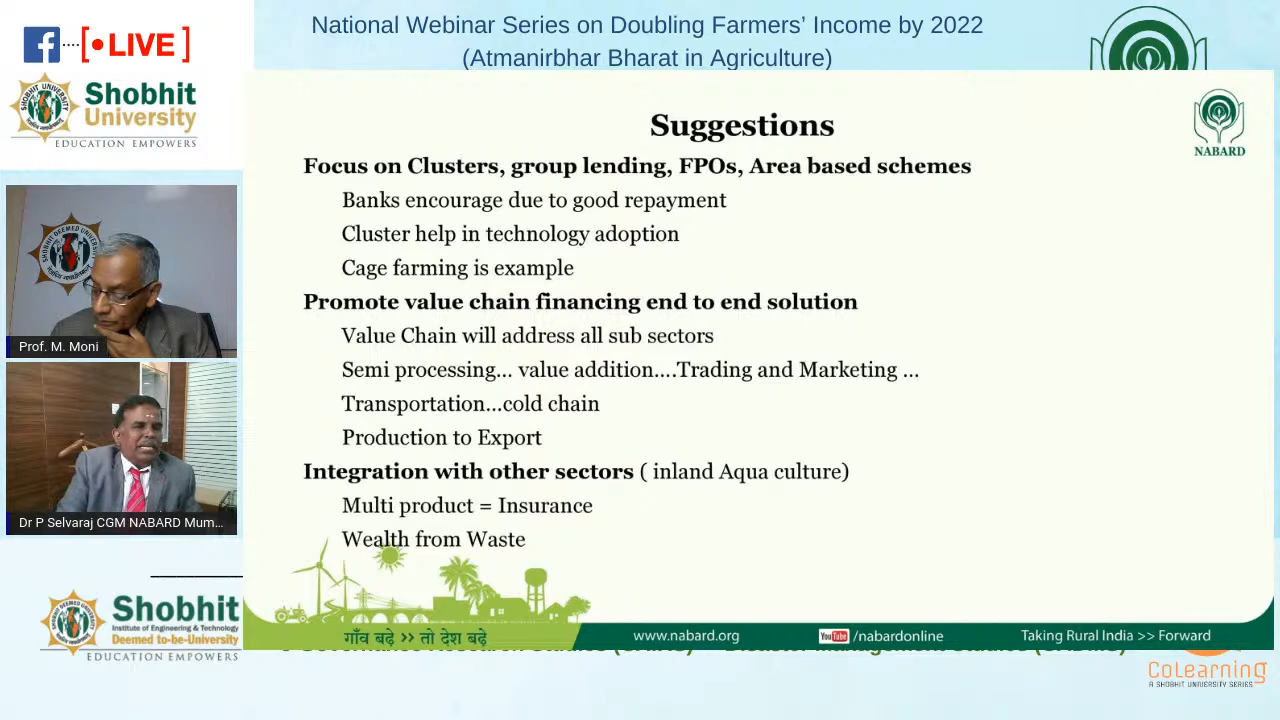 National Webinar Series on Doubling Farmers' Income by 2022
(Atmanirbhar Bharat in Agriculture)
[•LIVE]
Shobhit
University
EDUCATION EMPOWERS
Suggestions
NABARD
Focus on Clusters, group lending, FPOs, Area based schemes
Banks encourage due to good repayment
Cluster help in technology adoption
Cage farming is example
Promote value chain financing end to end solution
Value Chain will address all sub sectors
Semi processing... value addition....Trading and Marketing ...
Transportation...cold chain
Production to Export
Integration with other sectors ( inland Aqua culture)
Multi product = Insurance
Wealth from Waste
Prof. M. Moni
Dr P Selvaraj CGM NABARD Mum...
Shobhit
Institute of Engineering & Technology
Deemed to-be-University
EDUCATION EMPOWERS
गाँव बढ़े >> तो देश बढ़े
www.nabard.org
YouTube /nabardonline
Taking Rural India >> Forward
CoLearning
A SHOBHIT UNIVERSITY SERIES